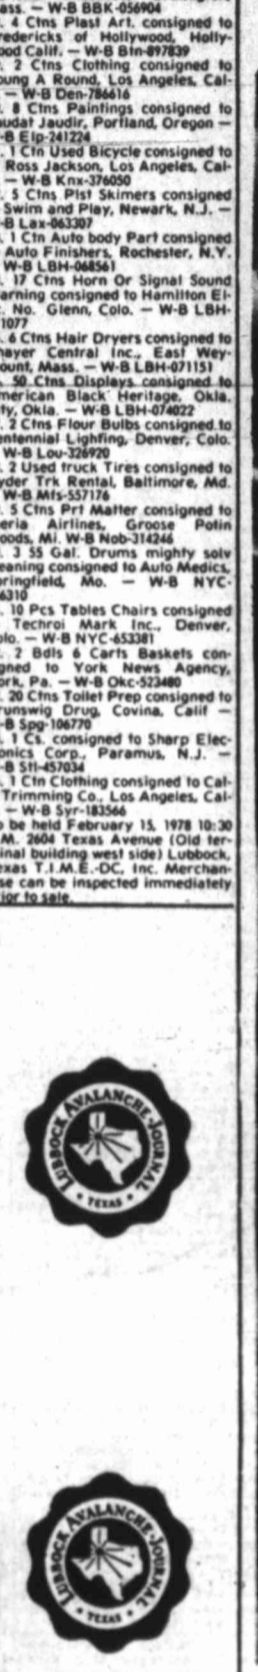 ass. — W-B BBK-056904
. 4 Ctns Plast Art. consigned to
redericks of Hollywood, Holly-
ood Calif. — W-B Btn-897839
. 2 Ctns Clothing consigned to
oung A Round, Los Angeles, Cal-
. — W-B Den-786616
. 8 Ctns Paintings consigned to
oudat Jaudir, Portland, Oregon —
-B Elp-241224
. 1 Ctn Used Bicycle consigned to
Ross Jackson, Los Angeles, Cal-
. — W-B Knx-376050
. 5 Ctns Plst Skimers consigned
Swim and Play, Newark, N.J. —
-B Lax-063307
. 1 Ctn Auto body Part consigned
Auto Finishers, Rochester, N.Y.
W-B LBH-068561
. 17 Ctns Horn Or Signal Sound
arning consigned to Hamilton El-
. No. Glenn, Colo. — W-B LBH-
1077
. 6 Ctns Hair Dryers consigned to
hayer Central Inc., East Wey-
ount, Mass. — W-B LBH-071151
. 50 Ctns Displays consigned to
merican Black Heritage, Okla.
ty, Okla. — W-B LBH-074022
. 2 Ctns Flour Bulbs consigned to
entennial Lighting, Denver, Colo.
W-B Lou-326920
. 2 Used truck Tires consigned to
yder Trk Rental, Baltimore, Md.
W-B Mfs-557176
. 5 Ctns Prt Matter consigned to
eria Airlines, Groose Potin
oods, Mi. W-B Nob-314246
. 3 55 Gal. Drums mighty solv
eaning consigned to Auto Medics,
pringfield, Mo. — W-B NYC-
6310
. 10 Pcs Tables Chairs consigned
Techroi Mark Inc., Denver,
olo. — W-B NYC-653381
. 2 Bdls 6 Carts Baskets con-
gned to York News Agency,
ork, Pa. — W-B Okc-523480
. 20 Ctns Toilet Prep consigned to
runswig Drug, Covina, Calif —
-B Spg-106770
. 1 Cs. consigned to Sharp Elec-
onics Corp., Paramus, N.J. —
-B Stl-457034
. 1 Ctn Clothing consigned to Cal-
Trimming Co., Los Angeles, Cal-
. — W-B Syr-183566
o be held February 15, 1978 10:30
.M. 2604 Texas Avenue (Old ter-
inal building west side) Lubbock,
exas T.I.M.E.-DC, Inc. Merchan-
se can be inspected immediately
ior to sale.
LUBBOCK AVALANCHE-JOURNAL
• TEXAS •
LUBBOCK AVALANCHE-JOURNAL
• TEXAS •